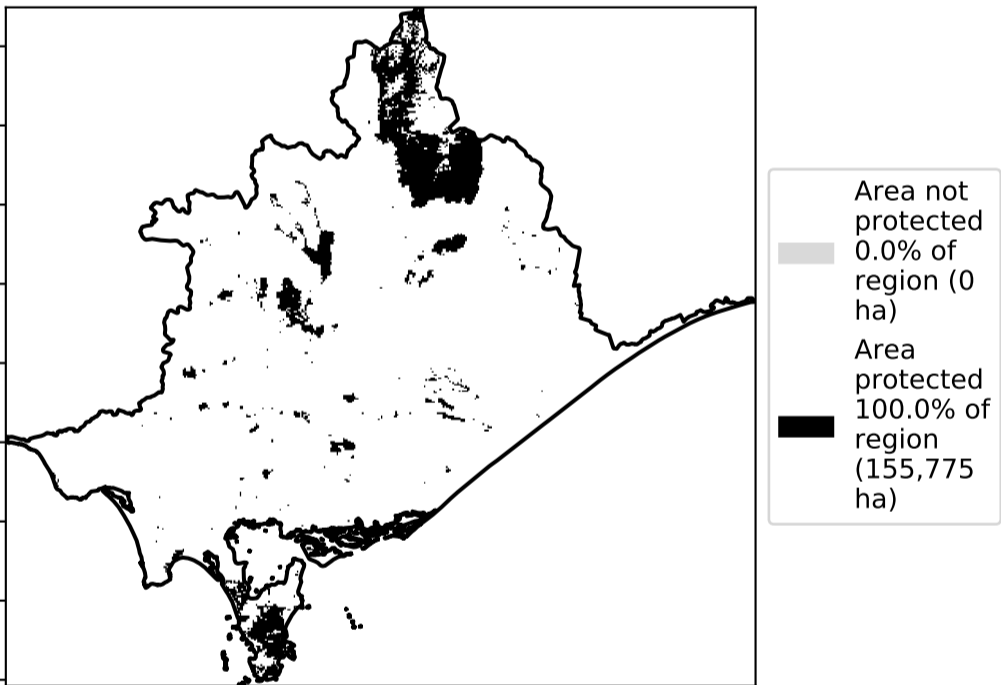 Area not
protected
0.0% of
region (0
ha)
Area
protected
100.0% of
region
(155,775
ha)